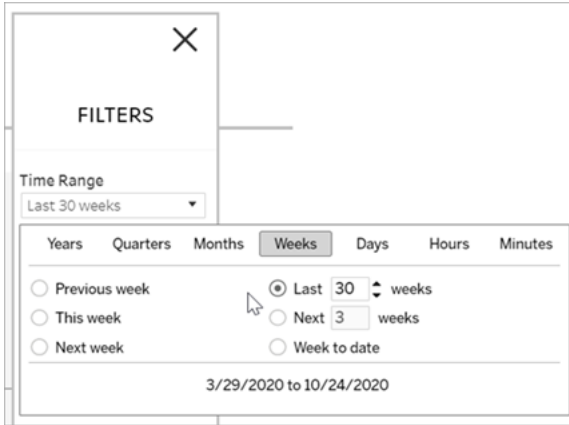 FILTERS
Time Range
Last 30 weeks
Years Quarters Months Weeks Days Hours Minutes
Previous week Last 30 weeks
This week Next 3 weeks
Next week Week to date
3/29/2020 to 10/24/2020